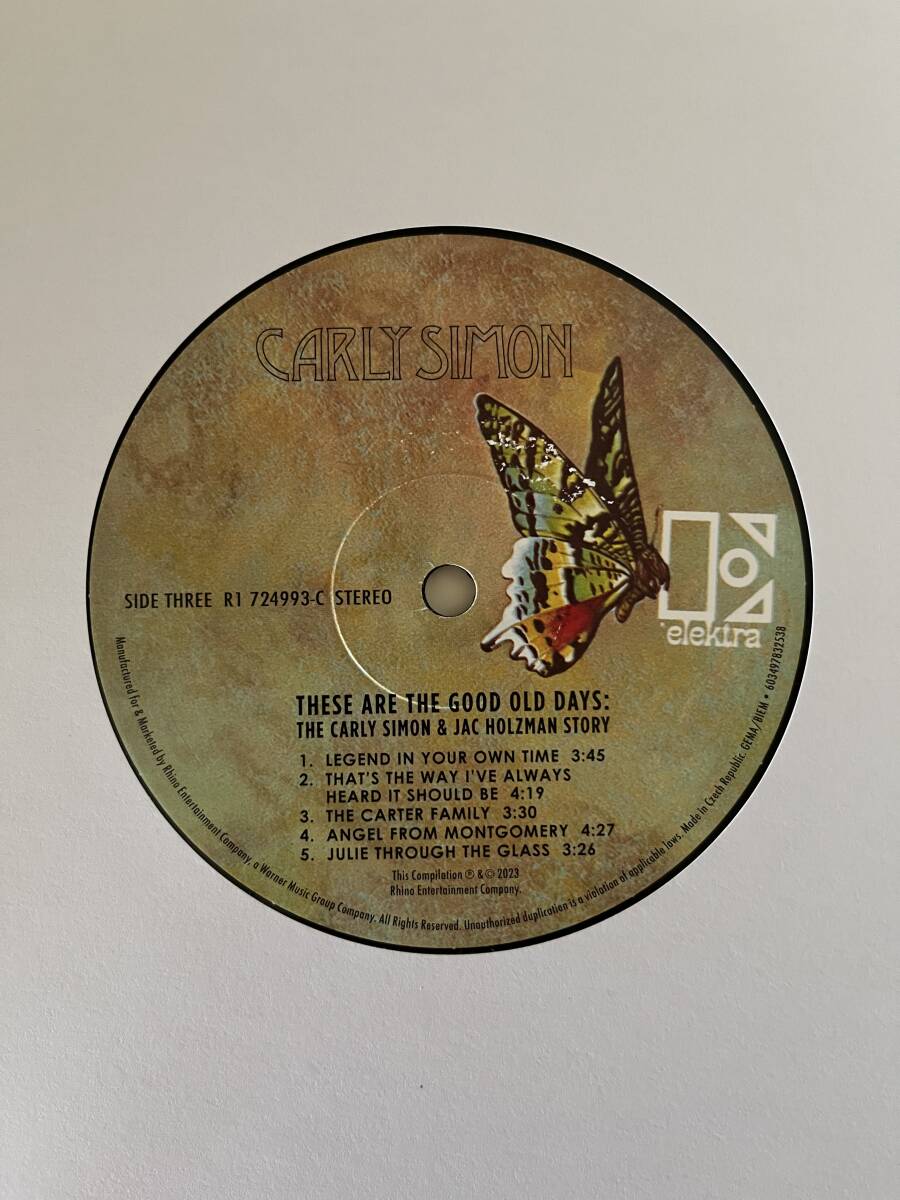 CARLY SIMON
elektra
SIDE THREE R1 724993-C STEREO
THESE ARE THE GOOD OLD DAYS:
THE CARLY SIMON & JAC HOLZMAN STORY
1. LEGEND IN YOUR OWN TIME 3:45
2. THAT'S THE WAY I'VE ALWAYS
HEARD IT SHOULD BE 4:19
3. THE CARTER FAMILY 3:30
4. ANGEL FROM MONTGOMERY 4:27
5. JULIE THROUGH THE GLASS 3:26
This Compilation ℗ & © 2023
Rhino Entertainment Company.
Manufactured for & Marketed by Rhino Entertainment Company, a Warner Music Group Company. All Rights Reserved. Unauthorized duplication is a violation of applicable laws. Made in Czech Republic. GEMA/BIEM • 603497832538